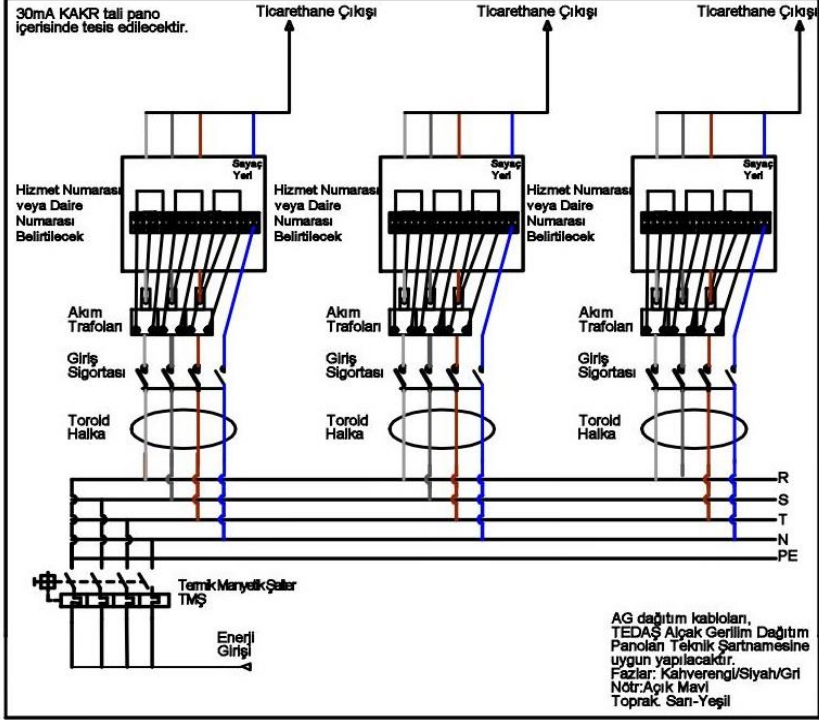 30mA KAKR tali pano
içerisinde tesis edilecektir.
Ticarethane Çıkışı
Ticarethane Çıkışı
Ticarethane Çıkışı
Sayaç
Yeri
Sayaç
Yeri
Sayaç
Yeri
Hizmet Numarası
veya Daire
Numarası
Belirtilecek
Hizmet Numarası
veya Daire
Numarası
Belirtilecek
Hizmet Numarası
veya Daire
Numarası
Belirtilecek
Akım
Trafoları
Akım
Trafoları
Akım
Trafoları
Giriş
Sigortası
Giriş
Sigortası
Giriş
Sigortası
Toroid
Halka
Toroid
Halka
Toroid
Halka
R
S
T
N
PE
Termik Manyetik Şalter
TMŞ
Enerji
Girişi
AG dağıtım kabloları,
TEDAŞ Alçak Gerilim Dağıtım
Panoları Teknik Şartnamesine
uygun yapılacaktır.
Fazlar: Kahverengi/Siyah/Gri
Nötr:Açık Mavi
Toprak: Sarı-Yeşil